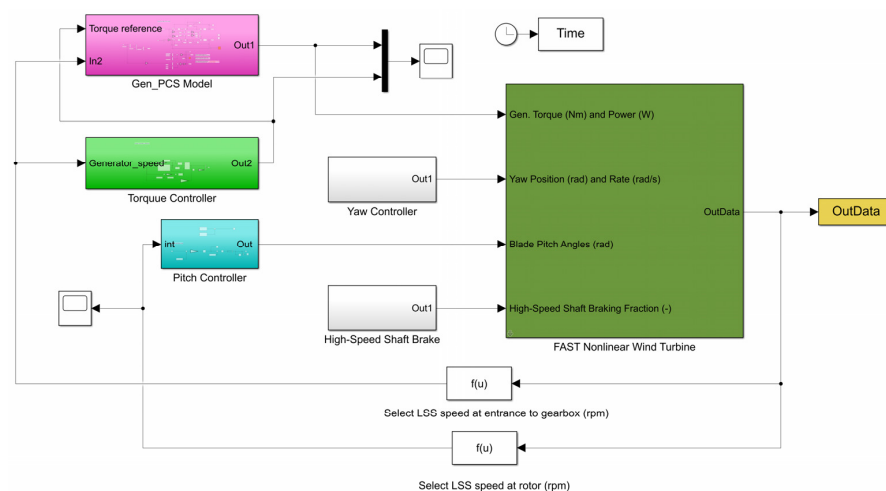 Time
Torque reference
Out1
In2
Gen_PCS Model
Gen. Torque (Nm) and Power (W)
Generator_speed
Out2
Torquue Controller
Out1
Yaw Position (rad) and Rate (rad/s)
Yaw Controller
OutData
OutData
int
Out
Blade Pitch Angles (rad)
Pitch Controller
Out1
High-Speed Shaft Braking Fraction (-)
High-Speed Shaft Brake
FAST Nonlinear Wind Turbine
f(u)
Select LSS speed at entrance to gearbox (rpm)
f(u)
Select LSS speed at rotor (rpm)